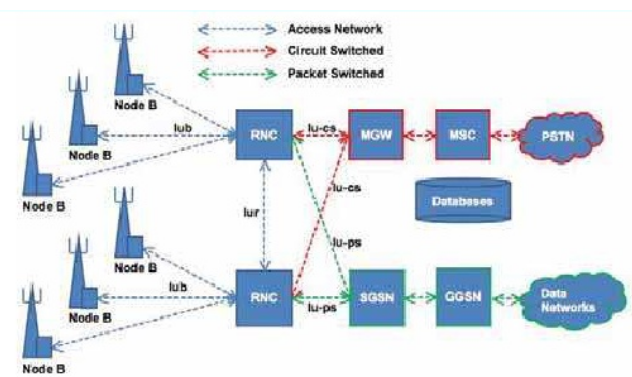 Access Network
Circuit Switched
Packet Switched
Node B
Node B
Node B
Iub
RNC
Iu-cs
MGW
MSC
PSTN
Iu-cs
Databases
Iur
Iu-ps
Node B
Node B
Node B
Iub
RNC
Iu-ps
SGSN
GGSN
Data
Networks